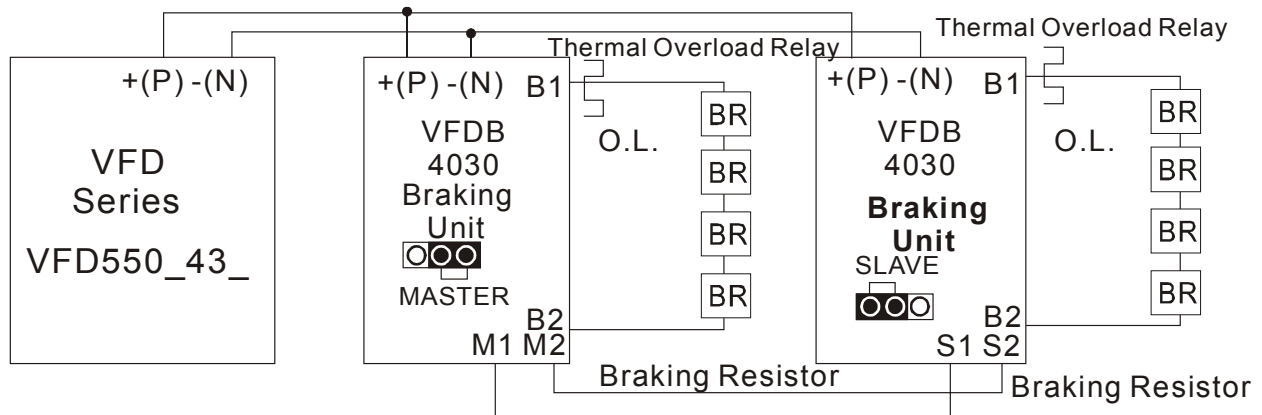 Thermal Overload Relay
Thermal Overload Relay
+(P) -(N)
VFD
Series
VFD550_43_
+(P) -(N)
B1
VFDB
4030
Braking
Unit
MASTER
B2
M1 M2
O.L.
BR
BR
BR
BR
Braking Resistor
+(P) -(N)
B1
VFDB
4030
Braking
Unit
SLAVE
B2
S1 S2
O.L.
BR
BR
BR
BR
Braking Resistor